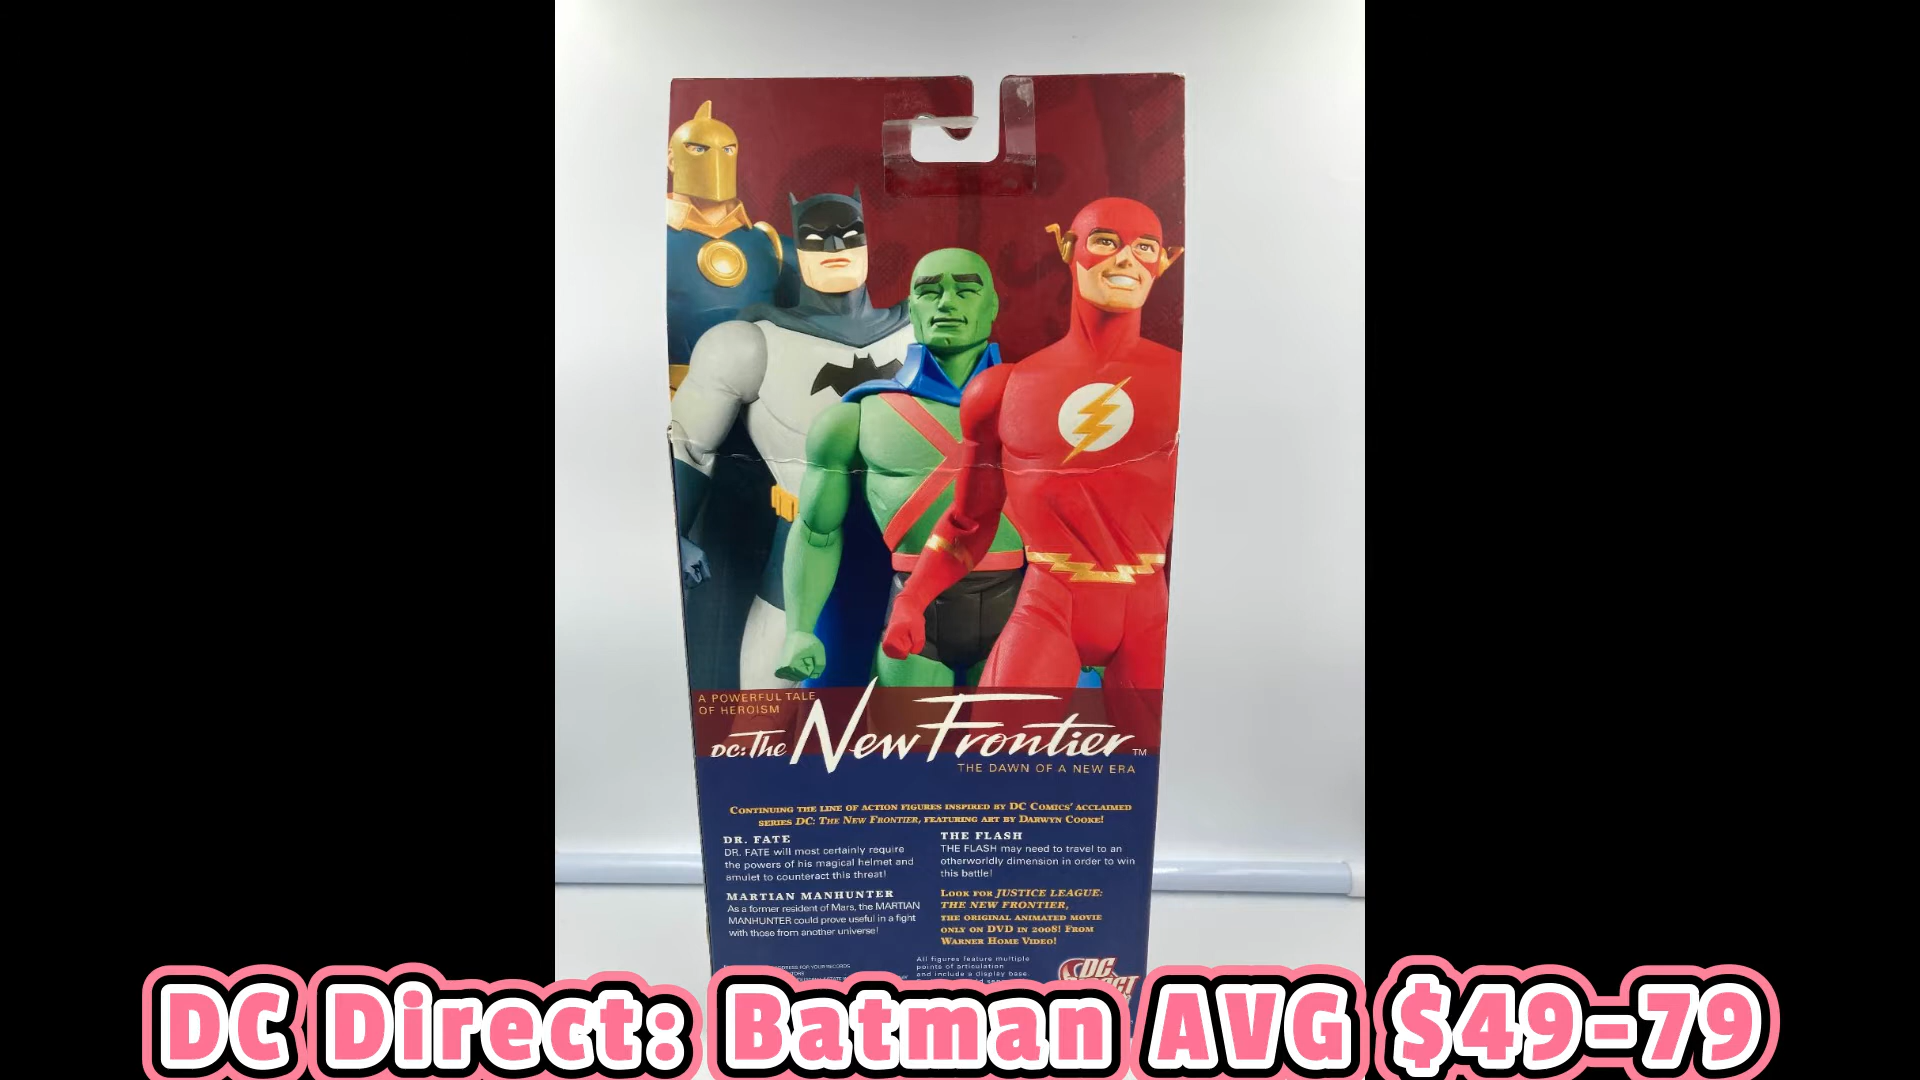 A POWERFUL TALE
OF HEROISM
DC: The New Frontier ™
THE DAWN OF A NEW ERA
CONTINUING THE LINE OF ACTION FIGURES INSPIRED BY DC COMICS' ACCLAIMED
SERIES DC: THE NEW FRONTIER, FEATURING ART BY DARWYN COOKE!
DR. FATE
DR. FATE will most certainly require
the powers of his magical helmet and
amulet to counteract this threat!
MARTIAN MANHUNTER
As a former resident of Mars, the MARTIAN
MANHUNTER could prove useful in a fight
with those from another universe!
THE FLASH
THE FLASH may need to travel to an
otherworldly dimension in order to win
this battle!
LOOK FOR JUSTICE LEAGUE:
THE NEW FRONTIER,
THE ORIGINAL ANIMATED MOVIE
ONLY ON DVD IN 2008! FROM
WARNER HOME VIDEO!
ADDRESS FOR YOUR RECORDS
All figures feature multiple
points of articulation
and include a display base.
DC
DIRECT
DC Direct: Batman AVG $49-79